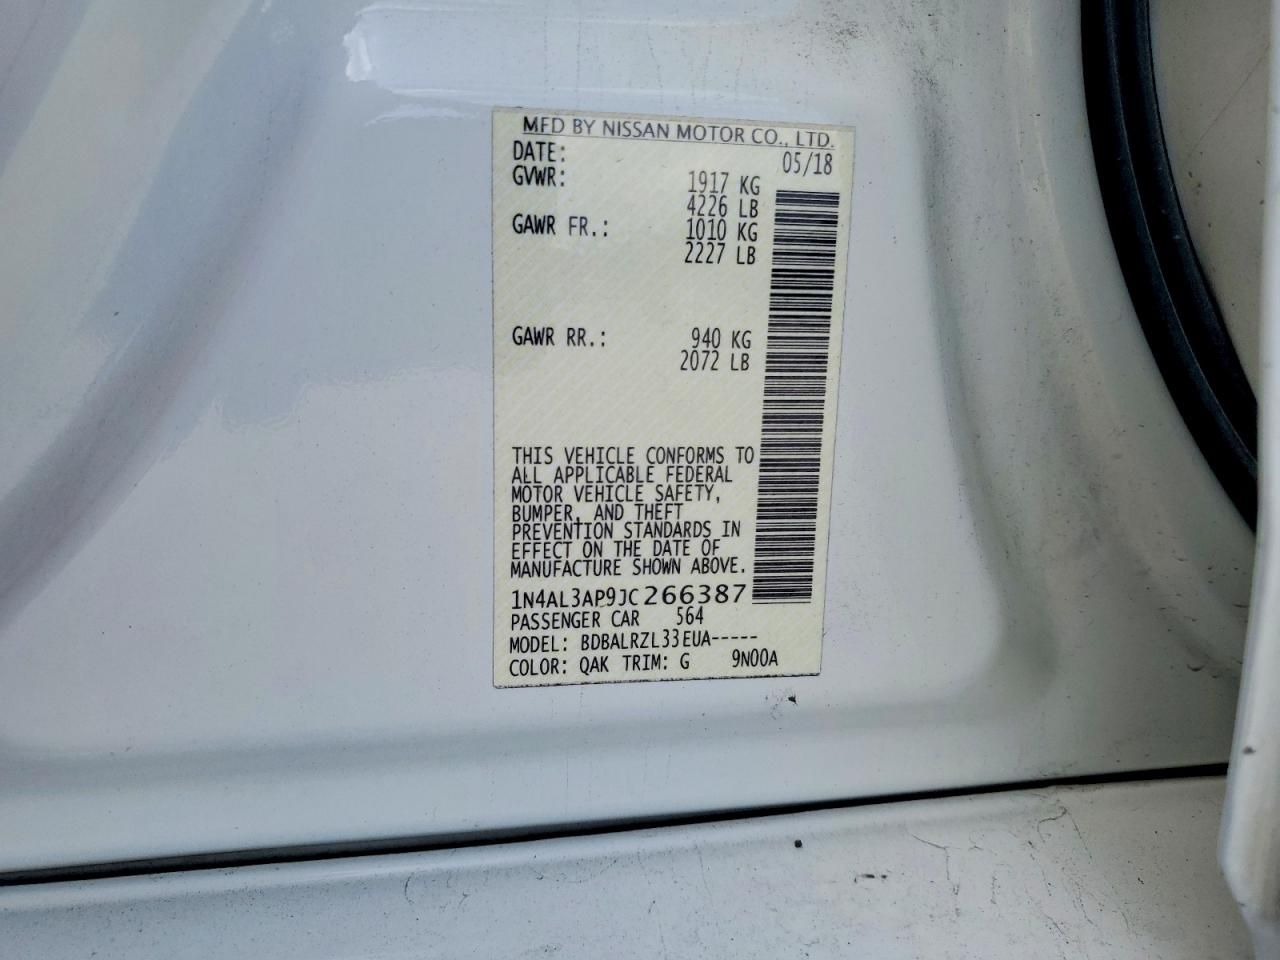 MFD BY NISSAN MOTOR CO., LTD.
DATE: 05/18
GVWR: 1917 KG
4226 LB
GAWR FR.: 1010 KG
2227 LB
GAWR RR.: 940 KG
2072 LB
THIS VEHICLE CONFORMS TO
ALL APPLICABLE FEDERAL
MOTOR VEHICLE SAFETY,
BUMPER, AND THEFT
PREVENTION STANDARDS IN
EFFECT ON THE DATE OF
MANUFACTURE SHOWN ABOVE.
1N4AL3AP9JC266387
PASSENGER CAR 564
MODEL: BDBALRZL33EUA-----
COLOR: QAK TRIM: G 9N00A